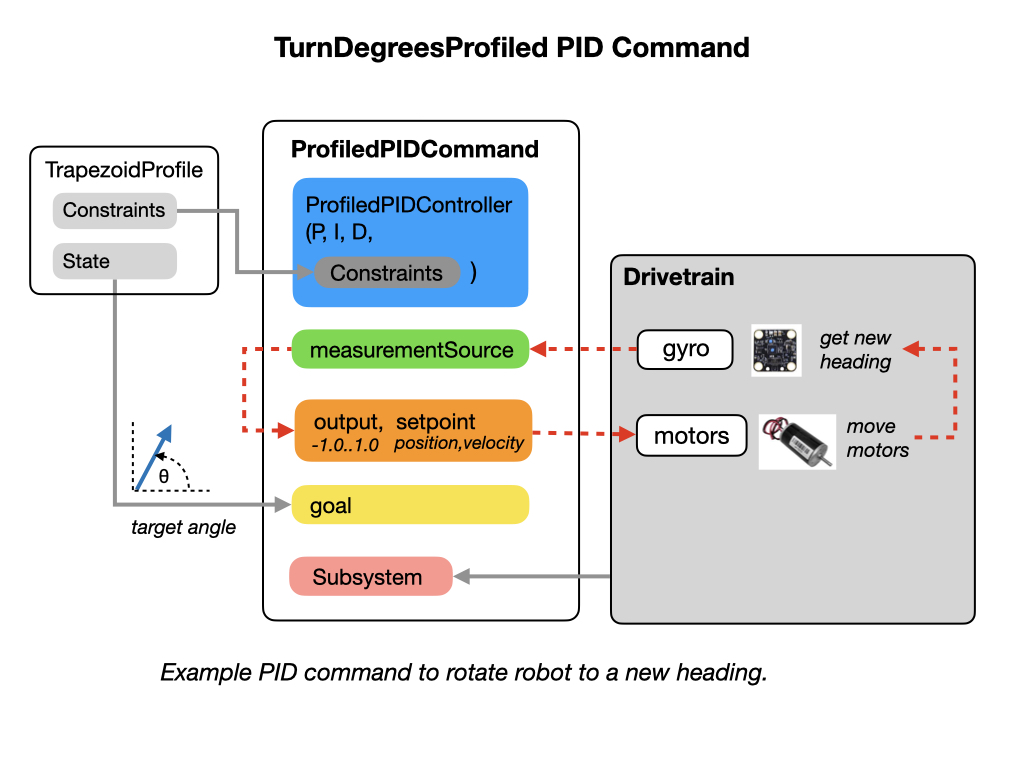 TurnDegreesProfiled PID Command
TrapezoidProfile
Constraints
State
ProfiledPIDCommand
ProfiledPIDController
(P, I, D,
Constraints )
measurementSource
output, setpoint
-1.0..1.0 position,velocity
goal
Subsystem
θ
target angle
Drivetrain
gyro
get new
heading
motors
move
motors
Example PID command to rotate robot to a new heading.